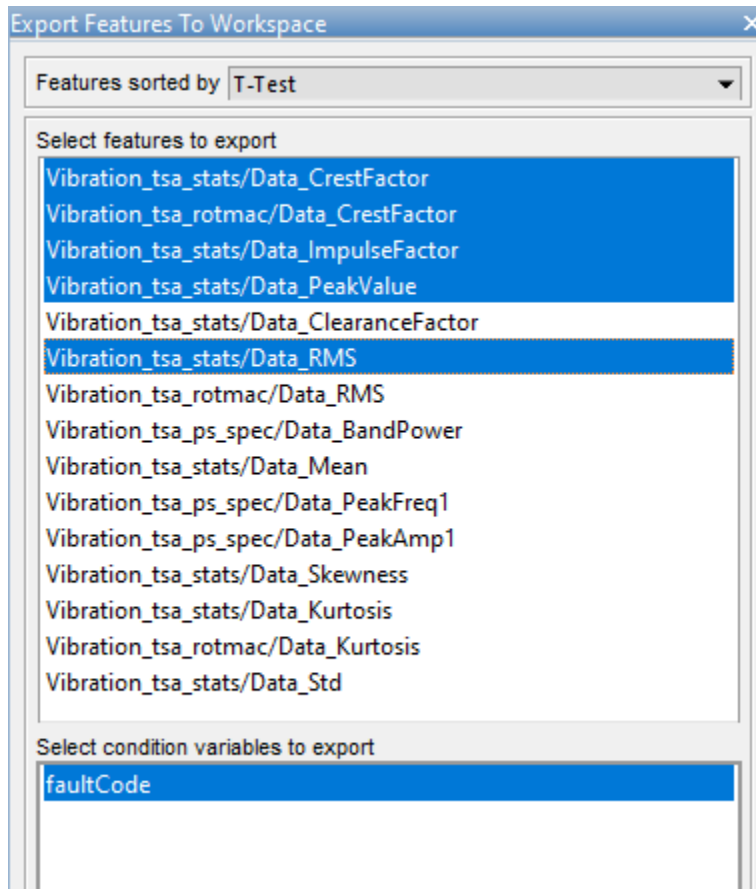 Export Features To Workspace
Features sorted by T-Test
Select features to export
Vibration_tsa_stats/Data_CrestFactor
Vibration_tsa_rotmac/Data_CrestFactor
Vibration_tsa_stats/Data_ImpulseFactor
Vibration_tsa_stats/Data_PeakValue
Vibration_tsa_stats/Data_ClearanceFactor
Vibration_tsa_stats/Data_RMS
Vibration_tsa_rotmac/Data_RMS
Vibration_tsa_ps_spec/Data_BandPower
Vibration_tsa_stats/Data_Mean
Vibration_tsa_ps_spec/Data_PeakFreq1
Vibration_tsa_ps_spec/Data_PeakAmp1
Vibration_tsa_stats/Data_Skewness
Vibration_tsa_stats/Data_Kurtosis
Vibration_tsa_rotmac/Data_Kurtosis
Vibration_tsa_stats/Data_Std
Select condition variables to export
faultCode